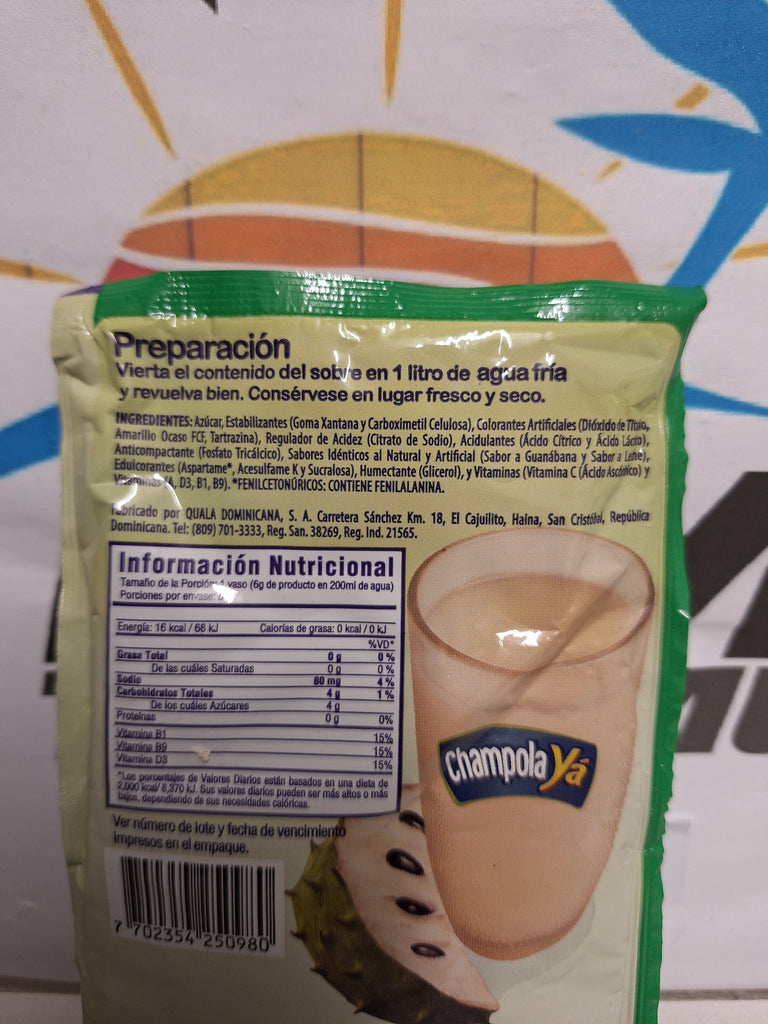 Preparación
Vierta el contenido del sobre en 1 litro de agua fría
y revuelva bien. Consérvese en lugar fresco y seco.
INGREDIENTES: Azúcar, Estabilizantes (Goma Xantana y Carboximetil Celulosa), Colorantes Artificiales (Dióxido de Titanio,
Amarillo Ocaso FCF, Tartrazina), Regulador de Acidez (Citrato de Sodio), Acidulantes (Ácido Cítrico y Ácido Láctico),
Anticompactante (Fosfato Tricálcico), Sabores Idénticos al Natural y Artificial (Sabor a Guanábana y Sabor a Leche),
Edulcorantes (Aspartame*, Acesulfame K y Sucralosa), Humectante (Glicerol), y Vitaminas (Vitamina C (Ácido Ascórbico) y
Vitaminas A, D3, B1, B9). *FENILCETONÚRICOS: CONTIENE FENILALANINA.
Fabricado por QUALA DOMINICANA, S. A. Carretera Sánchez Km. 18, El Cajuilito, Haina, San Cristóbal, República
Dominicana. Tel: (809) 701-3333, Reg. San. 38269, Reg. Ind. 21565.
Información Nutricional
Tamaño de la Porción: vaso (6g de producto en 200ml de agua)
Porciones por envase:
Energía: 16 kcal / 68 kJ Calorías de grasa: 0 kcal / 0 kJ
%VD*
Grasa Total 0 g 0 %
De las cuáles Saturadas 0 g 0 %
Sodio 80 mg 4 %
Carbohidratos Totales 4 g 1 %
De los cuáles Azúcares 4 g
Proteínas 0 g 0%
Vitamina B1 15%
Vitamina B9 15%
Vitamina D3 15%
*Los porcentajes de Valores Diarios están basados en una dieta de
2,000 kcal/ 8,370 kJ. Sus valores diarios pueden ser más altos o más
bajos, dependiendo de sus necesidades calóricas.
Champola Yá
Ver número de lote y fecha de vencimiento
impresos en el empaque.
7 702354 250980